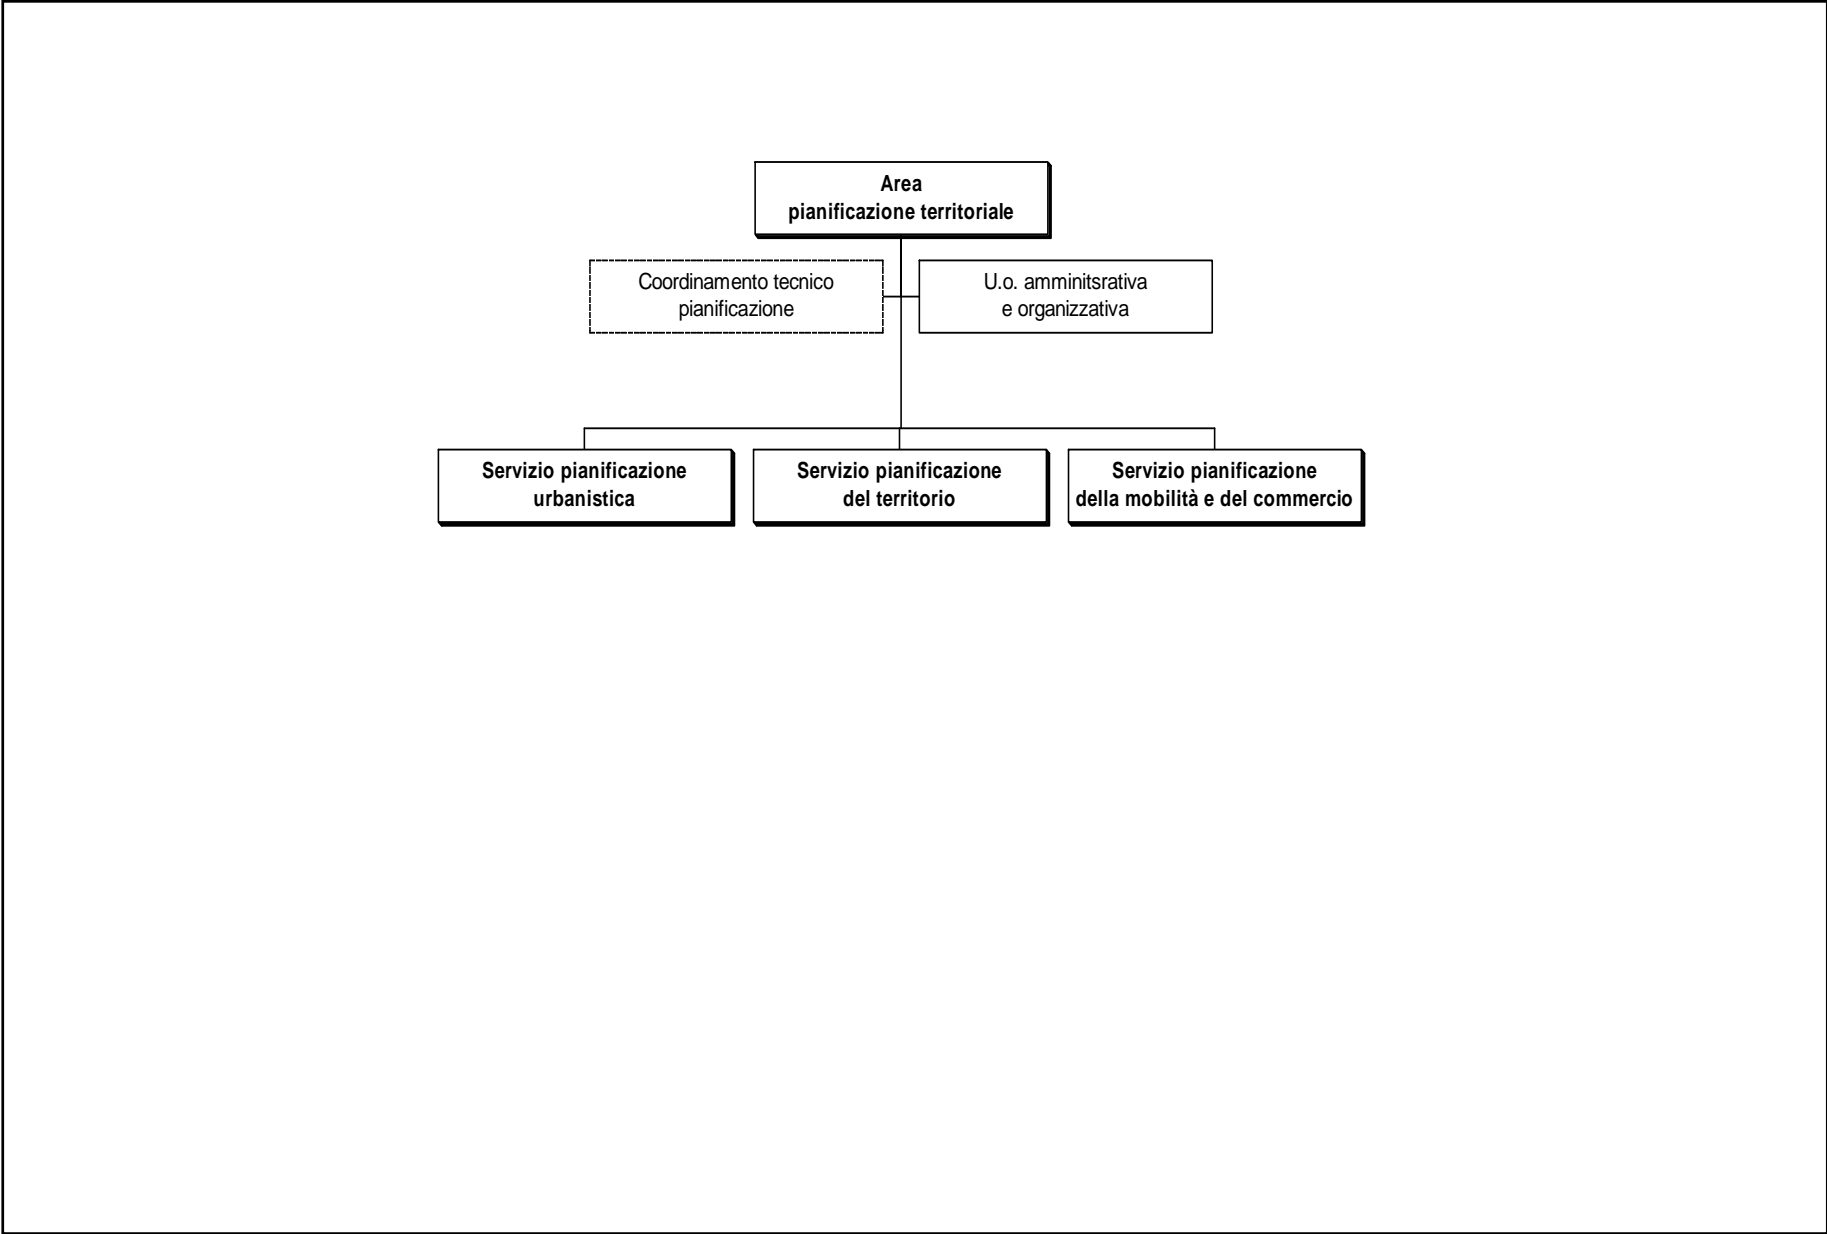 Area
pianificazione territoriale
Coordinamento tecnico
pianificazione
U.o. amminitsrativa
e organizzativa
Servizio pianificazione
urbanistica
Servizio pianificazione
del territorio
Servizio pianificazione
della mobilità e del commercio